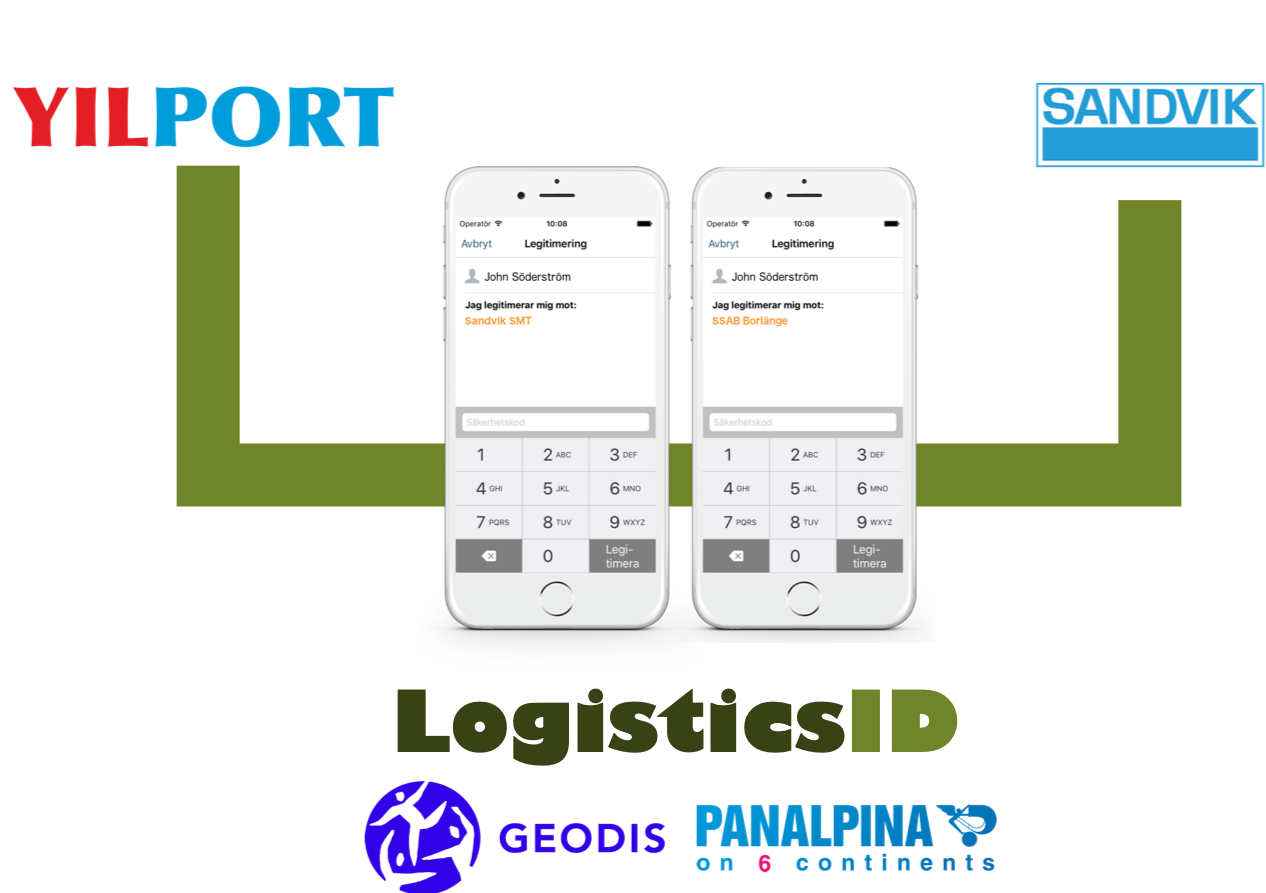 YILPORT
SANDVIK
Operatör 10:08
Avbryt Legitimering
John Söderström
Jag legitimerar mig mot:
Sandvik SMT
Säkerhetskod
1 2 ABC 3 DEF
4 GHI 5 JKL 6 MNO
7 PQRS 8 TUV 9 WXYZ
0 Legi-
timera
Operatör 10:08
Avbryt Legitimering
John Söderström
Jag legitimerar mig mot:
SSAB Borlänge
Säkerhetskod
1 2 ABC 3 DEF
4 GHI 5 JKL 6 MNO
7 PQRS 8 TUV 9 WXYZ
0 Legi-
timera
LogisticsID
GEODIS
PANALPINA
on 6 continents